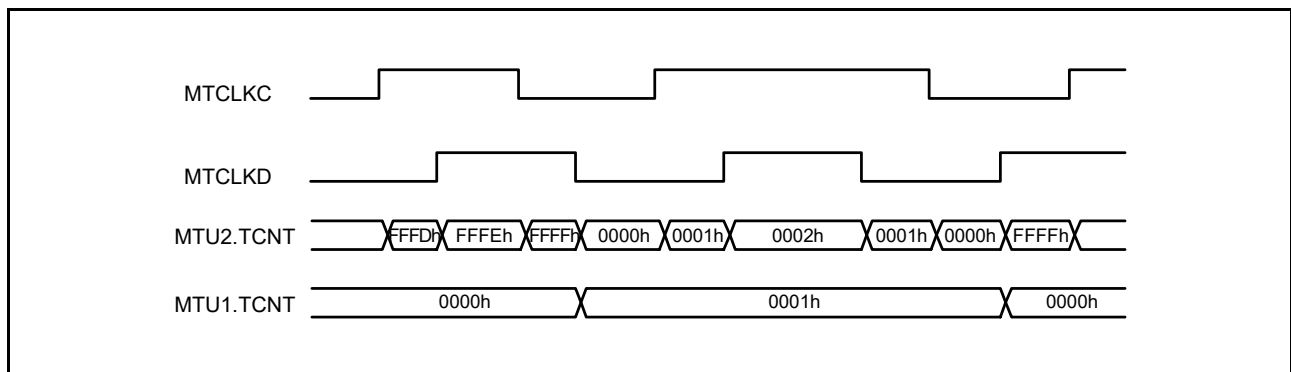 MTCLKC
MTCLKD
MTU2.TCNT FFFDh FFFEh FFFFh 0000h 0001h 0002h 0001h 0000h FFFFh
MTU1.TCNT 0000h 0001h 0000h